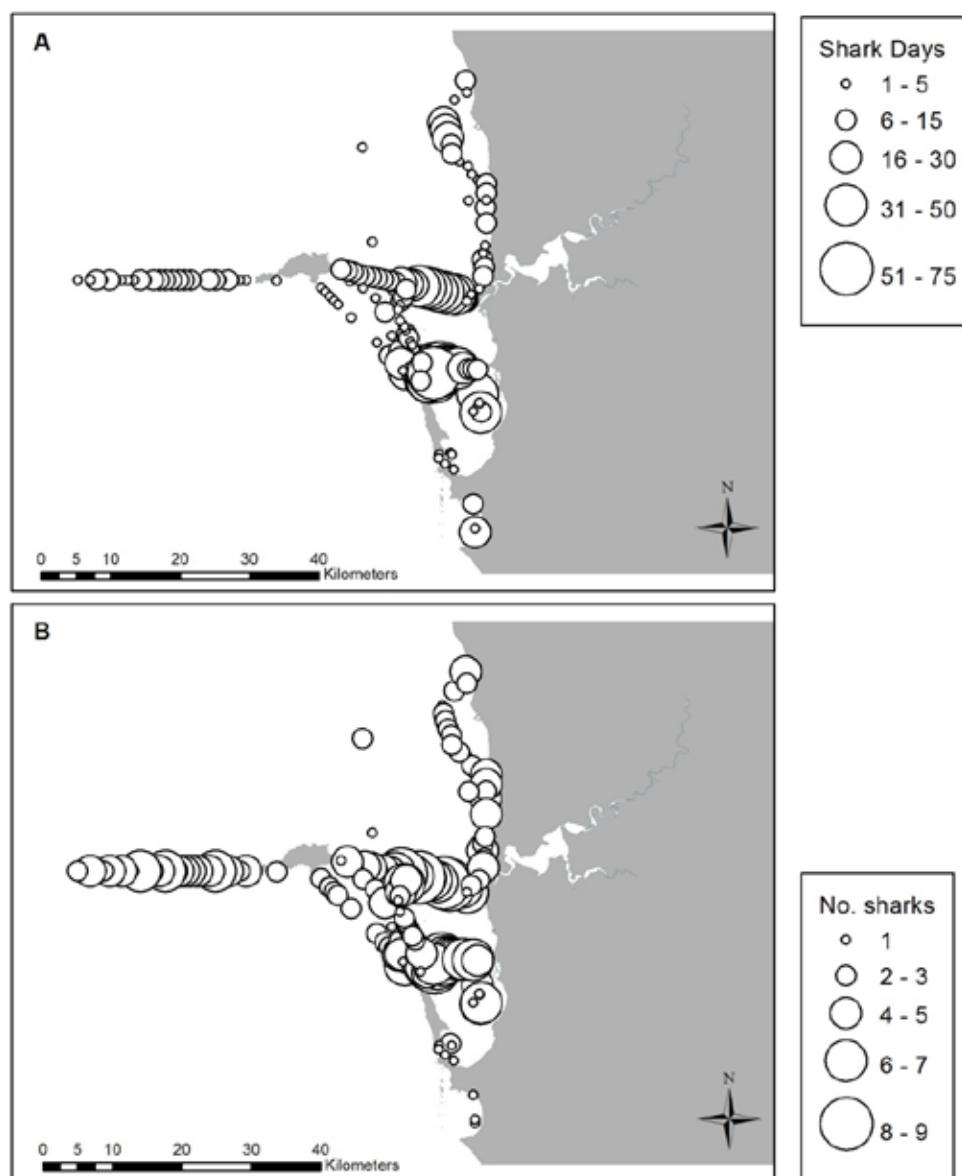 A
Shark Days
1 - 5
6 - 15
16 - 30
31 - 50
51 - 75
N
0 5 10 20 30 40
Kilometers
B
No. sharks
1
2 - 3
4 - 5
6 - 7
8 - 9
N
0 5 10 20 30 40
Kilometers